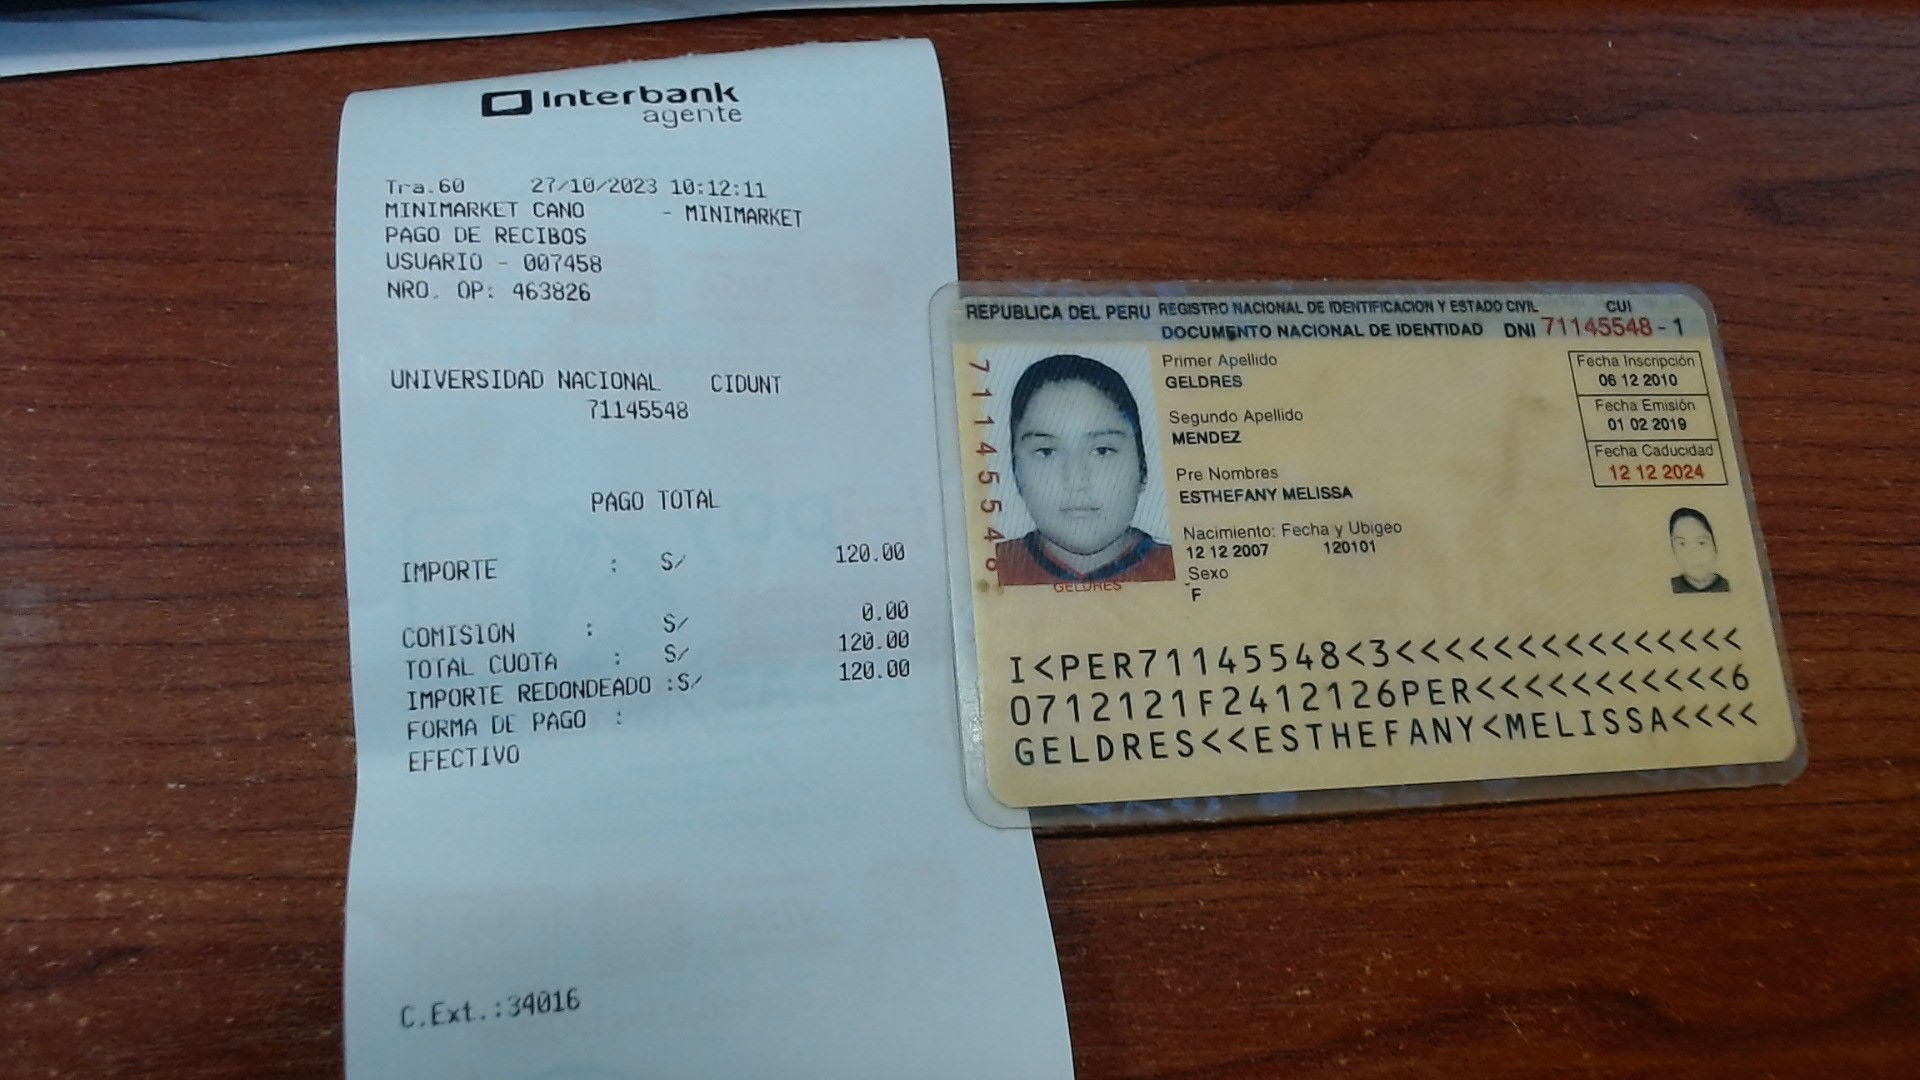 Interbank
agente
Tra.60 27/10/2023 10:12:11
MINIMARKET CANO - MINIMARKET
PAGO DE RECIBOS
USUARIO - 007458
NRO. OP: 463826
UNIVERSIDAD NACIONAL CIDUNT
71145548
PAGO TOTAL
IMPORTE : S/ 120.00
COMISION : S/ 0.00
TOTAL CUOTA : S/ 120.00
IMPORTE REDONDEADO :S/ 120.00
FORMA DE PAGO :
EFECTIVO
C.Ext.:34016
REPUBLICA DEL PERU REGISTRO NACIONAL DE IDENTIFICACION Y ESTADO CIVIL CUI
DOCUMENTO NACIONAL DE IDENTIDAD DNI 71145548 - 1
71145548
Primer Apellido
GELDRES
Segundo Apellido
MENDEZ
Pre Nombres
ESTHEFANY MELISSA
Nacimiento: Fecha y Ubigeo
12 12 2007 120101
Sexo
F
Fecha Inscripción
06 12 2010
Fecha Emisión
01 02 2019
Fecha Caducidad
12 12 2024
GELDRES
I<PER71145548<3<<<<<<<<<<<<<<<
0712121F2412126PER<<<<<<<<<<<6
GELDRES<<ESTHEFANY<MELISSA<<<<